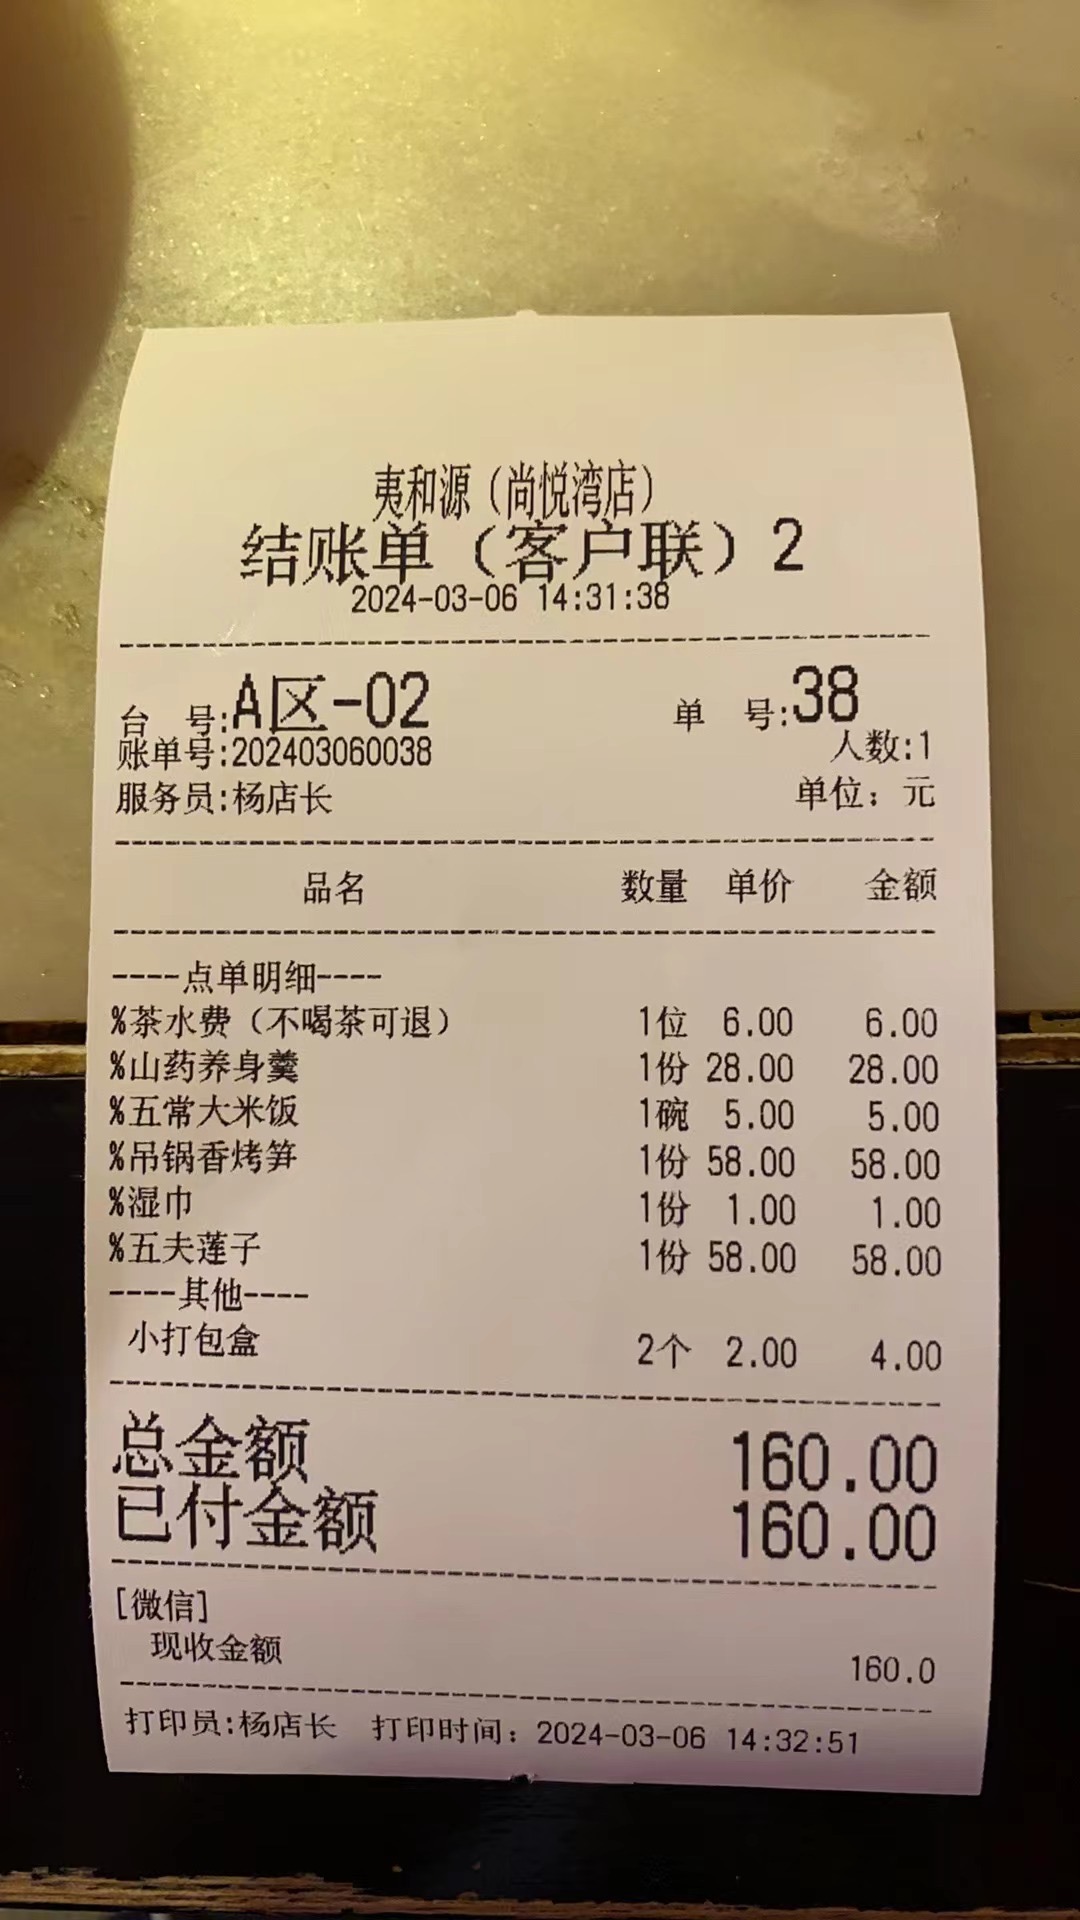 夷和源（尚悦湾店）
结账单（客户联）2
2024-03-06 14:31:38
台 号:A区-02 单 号:38
账单号:202403060038 人数:1
服务员:杨店长 单位：元
品名 数量 单价 金额
----点单明细----
%茶水费（不喝茶可退） 1位 6.00 6.00
%山药养身羹 1份 28.00 28.00
%五常大米饭 1碗 5.00 5.00
%吊锅香烤笋 1份 58.00 58.00
%湿巾 1份 1.00 1.00
%五夫莲子 1份 58.00 58.00
----其他----
小打包盒 2个 2.00 4.00
总金额 160.00
已付金额 160.00
[微信]
现收金额 160.0
打印员:杨店长 打印时间：2024-03-06 14:32:51